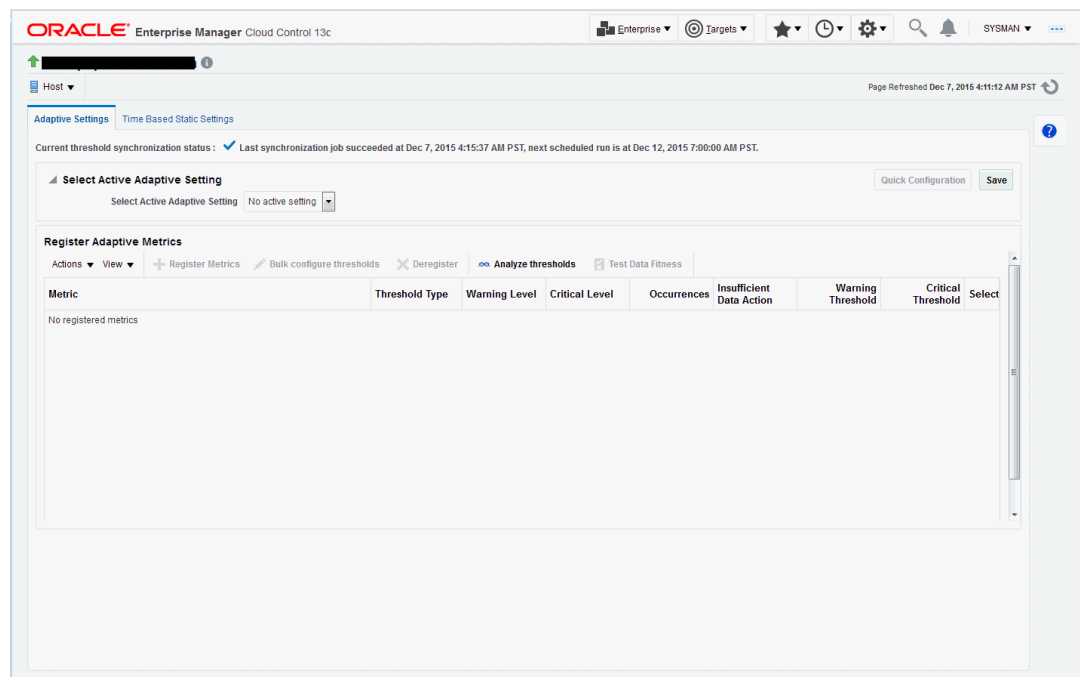 ORACLE Enterprise Manager Cloud Control 13c
Enterprise Targets SYSMAN
Host Page Refreshed Dec 7, 2015 4:11:12 AM PST
Adaptive Settings Time Based Static Settings
Current threshold synchronization status : Last synchronization job succeeded at Dec 7, 2015 4:15:37 AM PST, next scheduled run is at Dec 12, 2015 7:00:00 AM PST.
Select Active Adaptive Setting Quick Configuration Save
Select Active Adaptive Setting No active setting
Register Adaptive Metrics
Actions View Register Metrics Bulk configure thresholds Deregister Analyze thresholds Test Data Fitness
Metric Threshold Type Warning Level Critical Level Occurrences Insufficient Data Action Warning Threshold Critical Threshold Select
No registered metrics